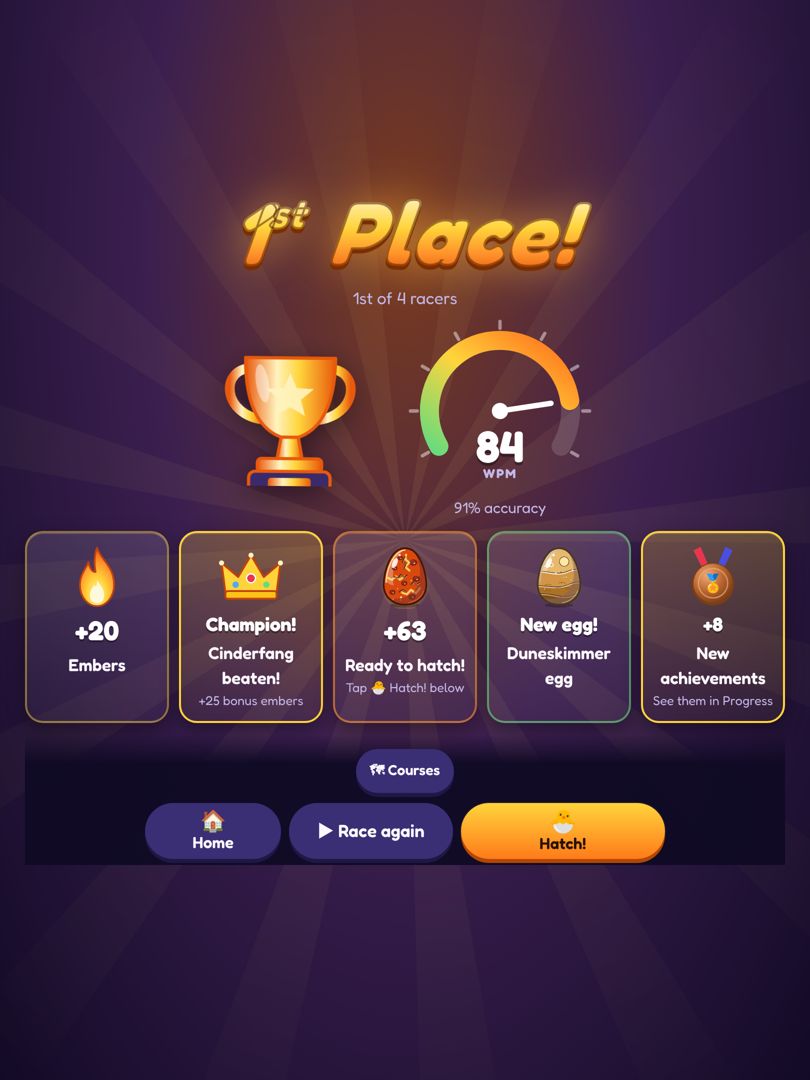 1st Place!
1st of 4 racers
84
WPM
91% accuracy
+20
Embers
Champion!
Cinderfang
beaten!
+25 bonus embers
+63
Ready to hatch!
Tap 🐣 Hatch! below
New egg!
Duneskimmer
egg
+8
New
achievements
See them in Progress
🗺 Courses
🏠
Home
▶ Race again
🐣
Hatch!